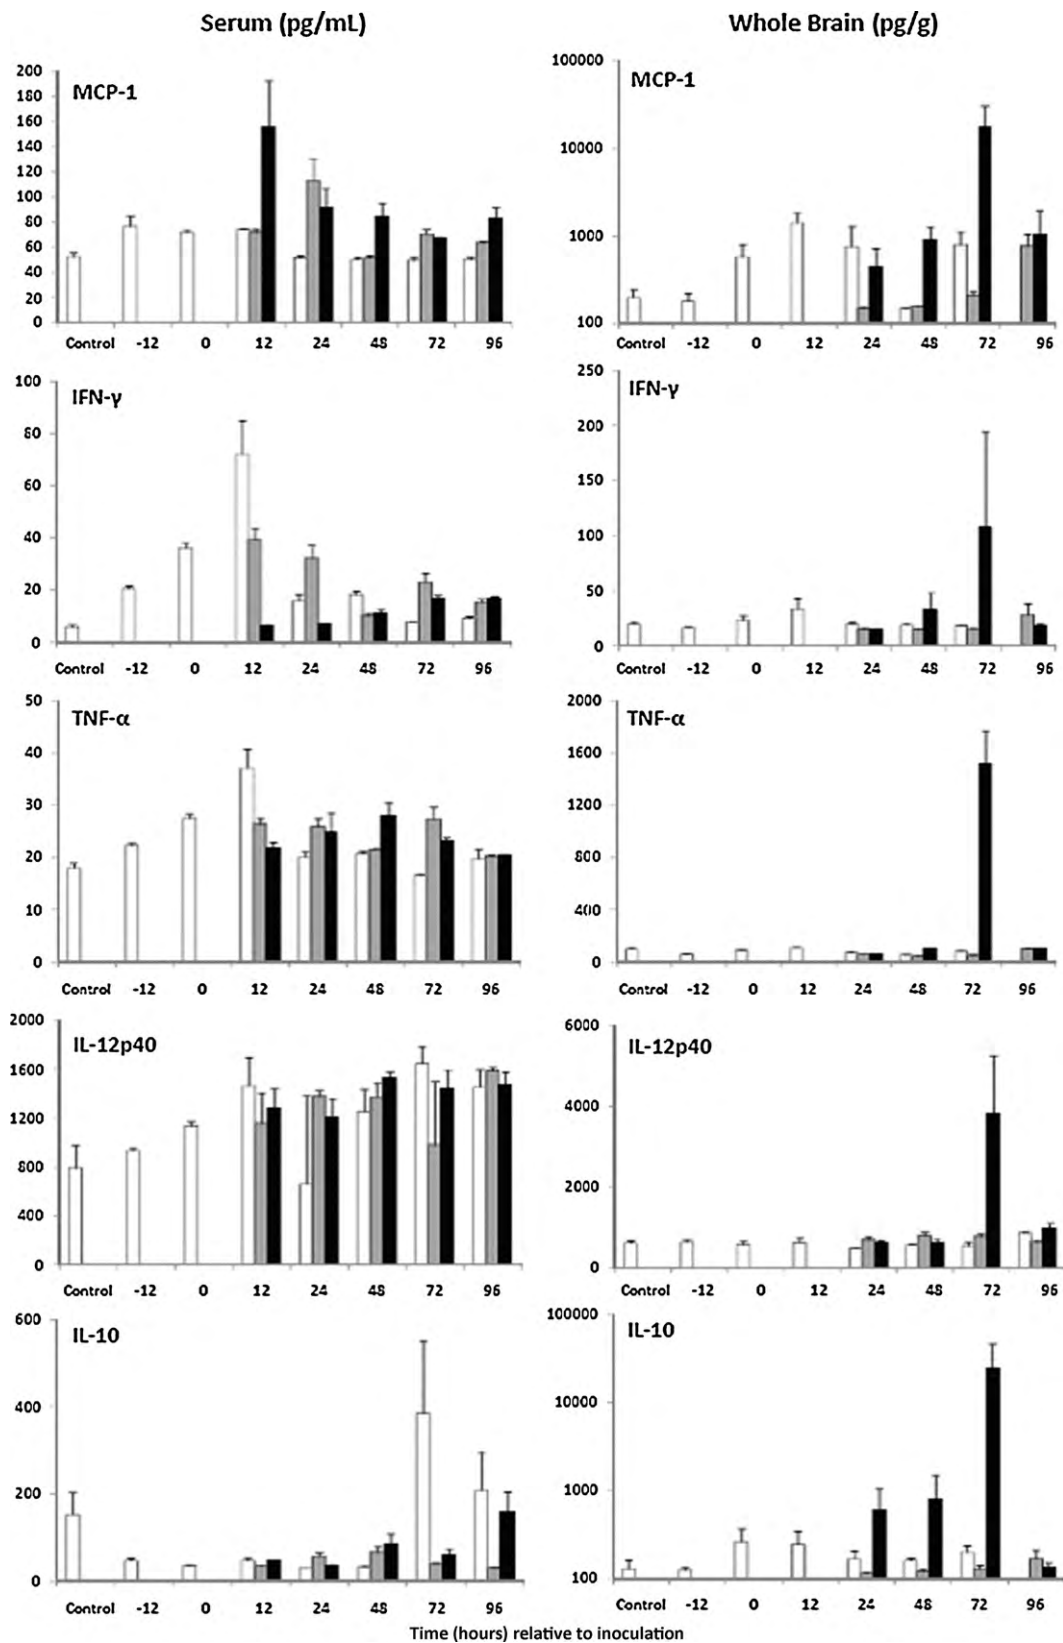 Serum (pg/mL)
Whole Brain (pg/g)
MCP-1
200
180
160
140
120
100
80
60
40
20
0
Control -12 0 12 24 48 72 96
MCP-1
100000
10000
1000
100
Control -12 0 12 24 48 72 96
IFN-γ
100
80
60
40
20
0
Control -12 0 12 24 48 72 96
IFN-γ
250
200
150
100
50
0
Control -12 0 12 24 48 72 96
TNF-α
50
40
30
20
10
0
Control -12 0 12 24 48 72 96
TNF-α
2000
1600
1200
800
400
0
Control -12 0 12 24 48 72 96
IL-12p40
2000
1600
1200
800
400
0
Control -12 0 12 24 48 72 96
IL-12p40
6000
4000
2000
0
Control -12 0 12 24 48 72 96
IL-10
600
400
200
0
Control -12 0 12 24 48 72 96
IL-10
100000
10000
1000
100
Control -12 0 12 24 48 72 96
Time (hours) relative to inoculation